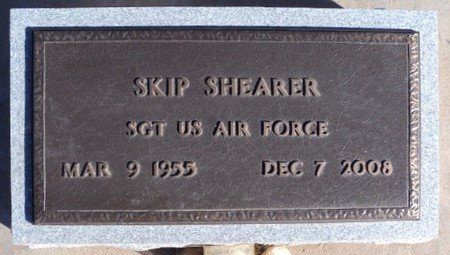 SKIP SHEARER
SGT US AIR FORCE
MAR 9 1955 DEC 7 2008